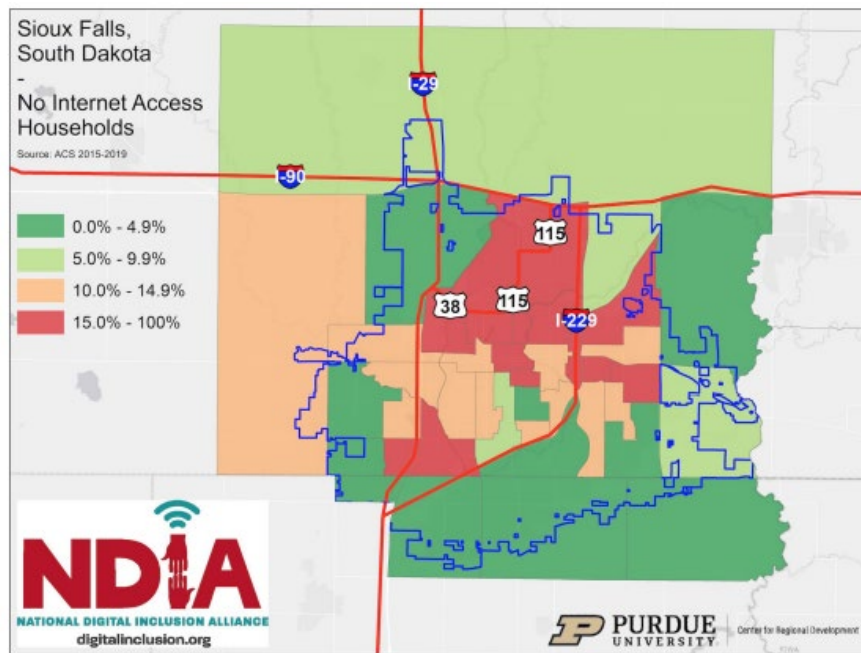 Sioux Falls,
South Dakota
-
No Internet Access
Households
Source: ACS 2015-2019
I-29
I-90
0.0% - 4.9%
5.0% - 9.9%
10.0% - 14.9%
15.0% - 100%
115
38
115
I-229
NDIA
NATIONAL DIGITAL INCLUSION ALLIANCE
digitalinclusion.org
P PURDUE
UNIVERSITY
Center for Regional Development